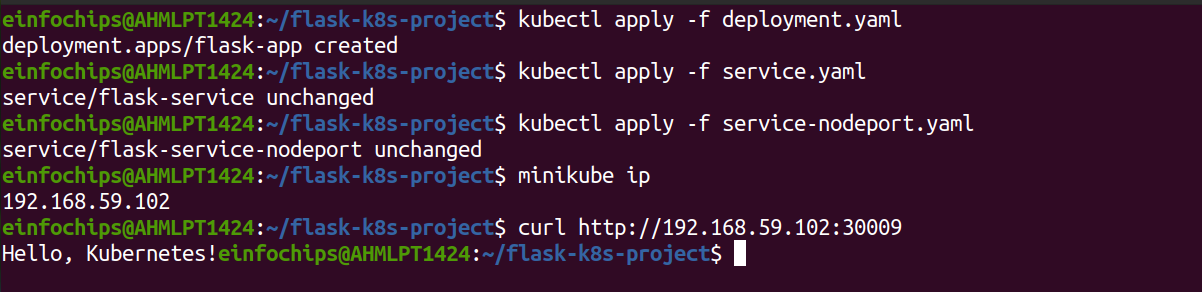 einfochips@AHMLPT1424:~/flask-k8s-project$ kubectl apply -f deployment.yaml
deployment.apps/flask-app created
einfochips@AHMLPT1424:~/flask-k8s-project$ kubectl apply -f service.yaml
service/flask-service unchanged
einfochips@AHMLPT1424:~/flask-k8s-project$ kubectl apply -f service-nodeport.yaml
service/flask-service-nodeport unchanged
einfochips@AHMLPT1424:~/flask-k8s-project$ minikube ip
192.168.59.102
einfochips@AHMLPT1424:~/flask-k8s-project$ curl http://192.168.59.102:30009
Hello, Kubernetes!einfochips@AHMLPT1424:~/flask-k8s-project$